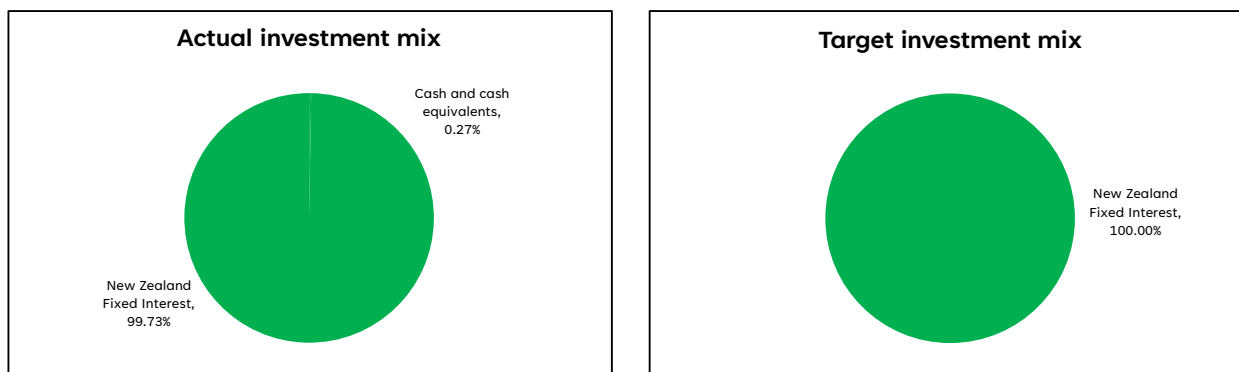 Actual investment mix
Cash and cash
equivalents,
0.27%
New Zealand
Fixed Interest,
99.73%
Target investment mix
New Zealand
Fixed Interest,
100.00%